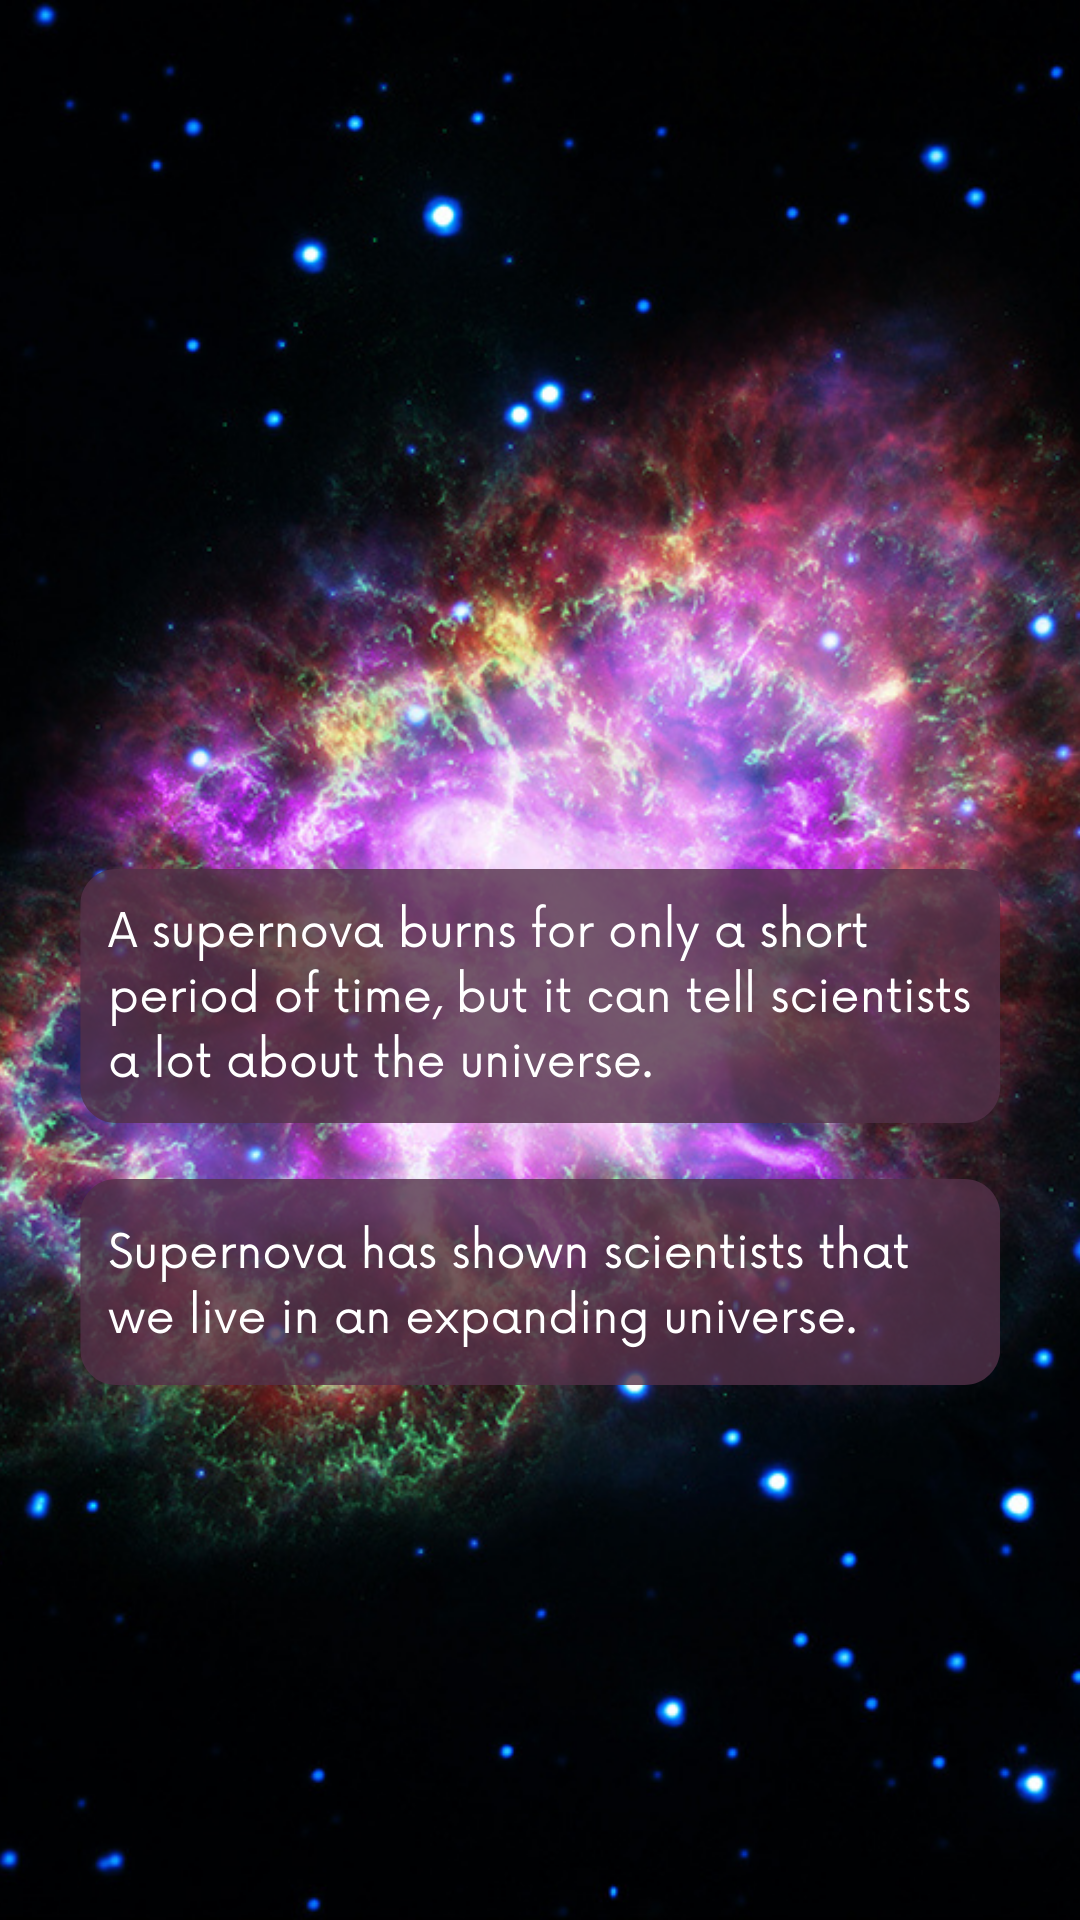 A supernova burns for only a short
period of time, but it can tell scientists
a lot about the universe.
Supernova has shown scientists that
we live in an expanding universe.